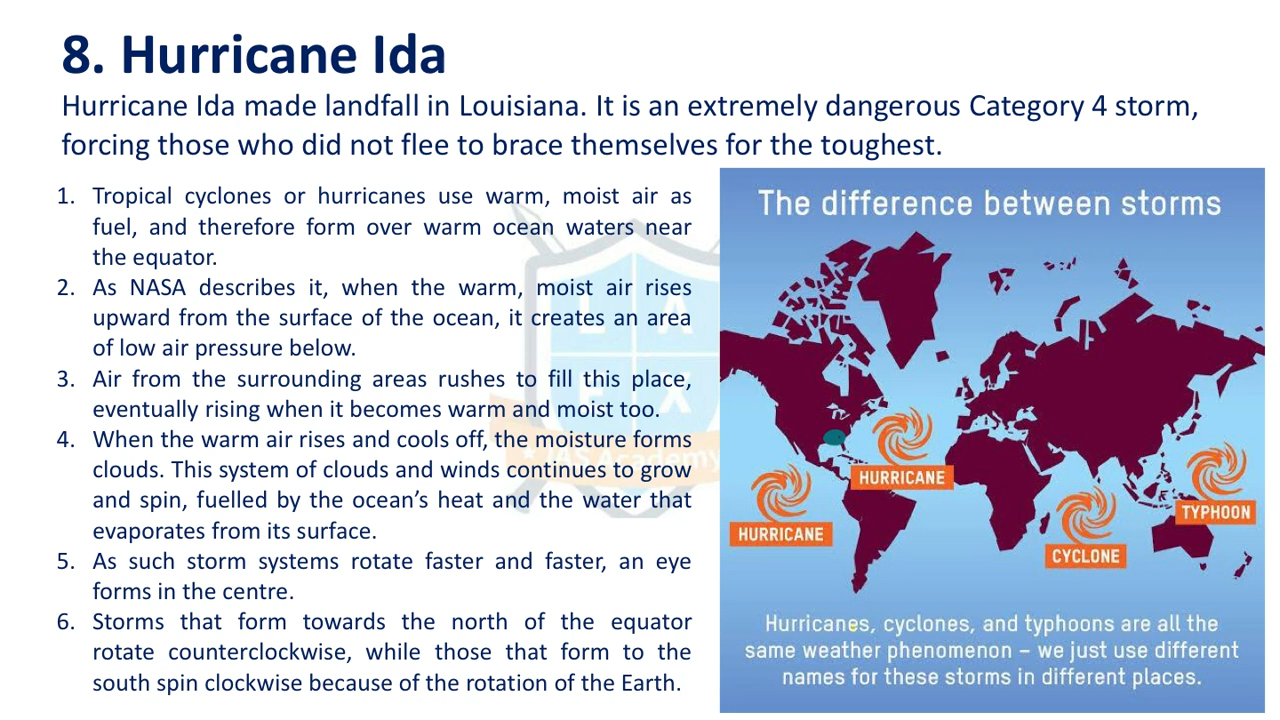 8. Hurricane Ida
Hurricane Ida made landfall in Louisiana. It is an extremely dangerous Category 4 storm,
forcing those who did not flee to brace themselves for the toughest.
1. Tropical cyclones or hurricanes use warm, moist air as
fuel, and therefore form over warm ocean waters near
the equator.
2. As NASA describes it, when the warm, moist air rises
upward from the surface of the ocean, it creates an area
of low air pressure below.
3. Air from the surrounding areas rushes to fill this place,
eventually rising when it becomes warm and moist too.
4. When the warm air rises and cools off, the moisture forms
clouds. This system of clouds and winds continues to grow
and spin, fuelled by the ocean’s heat and the water that
evaporates from its surface.
5. As such storm systems rotate faster and faster, an eye
forms in the centre.
6. Storms that form towards the north of the equator
rotate counterclockwise, while those that form to the
south spin clockwise because of the rotation of the Earth.
L A
E X
IAS Academy
The difference between storms
HURRICANE
HURRICANE
CYCLONE
TYPHOON
Hurricanes, cyclones, and typhoons are all the
same weather phenomenon – we just use different
names for these storms in different places.